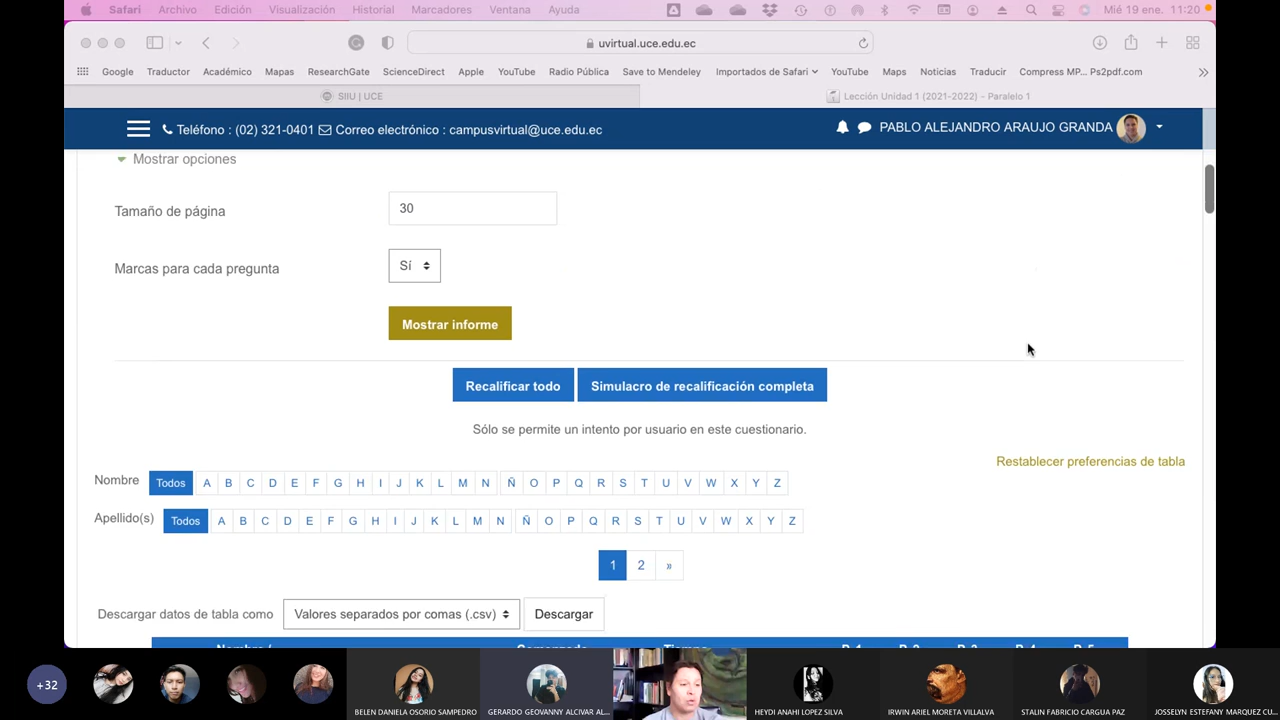 Safari Archivo Edición Visualización Historial Marcadores Ventana Ayuda Mié 19 ene. 11:20
uvirtual.uce.edu.ec
Google Traductor Académico Mapas ResearchGate ScienceDirect Apple YouTube Radio Pública Save to Mendeley Importados de Safari YouTube Maps Noticias Traducir Compress MP... Ps2pdf.com
SIIU | UCE Lección Unidad 1 (2021-2022) - Paralelo 1
Teléfono : (02) 321-0401 Correo electrónico : campusvirtual@uce.edu.ec PABLO ALEJANDRO ARAUJO GRANDA
Mostrar opciones
Tamaño de página 30
Marcas para cada pregunta Sí
Mostrar informe
Recalificar todo Simulacro de recalificación completa
Sólo se permite un intento por usuario en este cuestionario.
Restablecer preferencias de tabla
Nombre Todos A B C D E F G H I J K L M N Ñ O P Q R S T U V W X Y Z
Apellido(s) Todos A B C D E F G H I J K L M N Ñ O P Q R S T U V W X Y Z
1 2 »
Descargar datos de tabla como Valores separados por comas (.csv) Descargar
+32 BELEN DANIELA OSORIO SAMPEDRO GERARDO GEOVANNY ALCIVAR AL... HEYDI ANAHI LOPEZ SILVA IRWIN ARIEL MORETA VILLALVA STALIN FABRICIO CARGUA PAZ JOSSELYN ESTEFANY MARQUEZ CU...